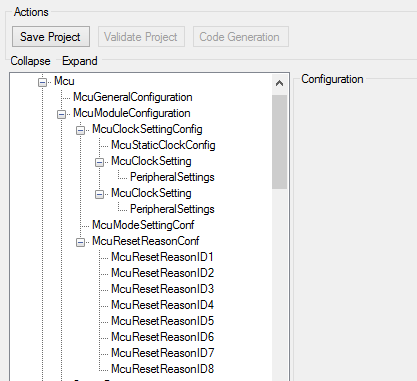 Actions
Save Project Validate Project Code Generation
Collapse Expand
Configuration
Mcu
McuGeneralConfiguration
McuModuleConfiguration
McuClockSettingConfig
McuStaticClockConfig
McuClockSetting
PeripheralSettings
McuClockSetting
PeripheralSettings
McuModeSettingConf
McuResetReasonConf
McuResetReasonID1
McuResetReasonID2
McuResetReasonID3
McuResetReasonID4
McuResetReasonID5
McuResetReasonID6
McuResetReasonID7
McuResetReasonID8